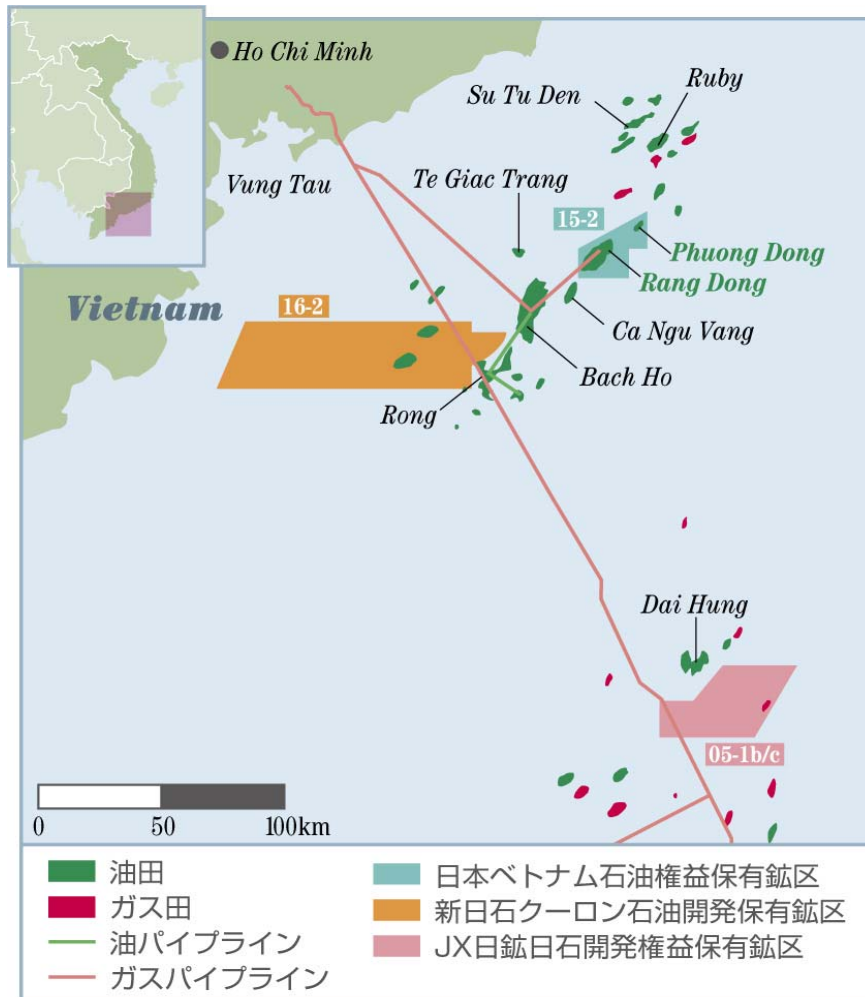 Ho Chi Minh
Su Tu Den
Ruby
Vung Tau
Te Giac Trang
15-2
Phuong Dong
Rang Dong
Vietnam
16-2
Ca Ngu Vang
Bach Ho
Rong
Dai Hung
05-1b/c
0 50 100km
油田
ガス田
油パイプライン
ガスパイプライン
日本ベトナム石油権益保有鉱区
新日石クーロン石油開発保有鉱区
JX日鉱日石開発権益保有鉱区